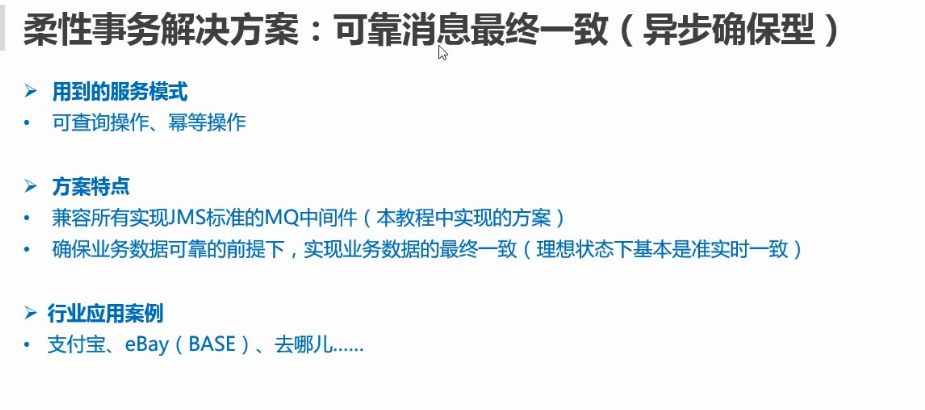 柔性事务解决方案：可靠消息最终一致（异步确保型）
➢ 用到的服务模式
• 可查询操作、幂等操作
➢ 方案特点
• 兼容所有实现JMS标准的MQ中间件（本教程中实现的方案）
• 确保业务数据可靠的前提下，实现业务数据的最终一致（理想状态下基本是准实时一致）
➢ 行业应用案例
• 支付宝、eBay（BASE）、去哪儿……